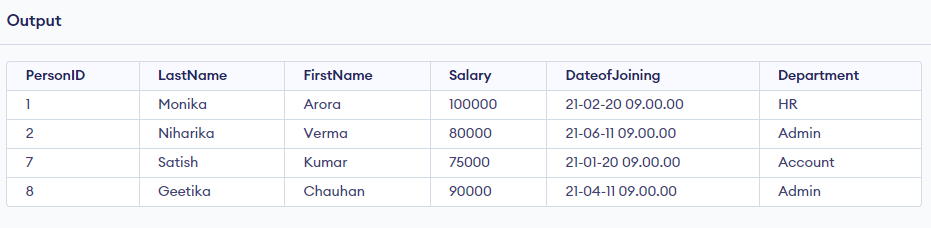 Output
PersonID LastName FirstName Salary DateofJoining Department
1 Monika Arora 100000 21-02-20 09.00.00 HR
2 Niharika Verma 80000 21-06-11 09.00.00 Admin
7 Satish Kumar 75000 21-01-20 09.00.00 Account
8 Geetika Chauhan 90000 21-04-11 09.00.00 Admin